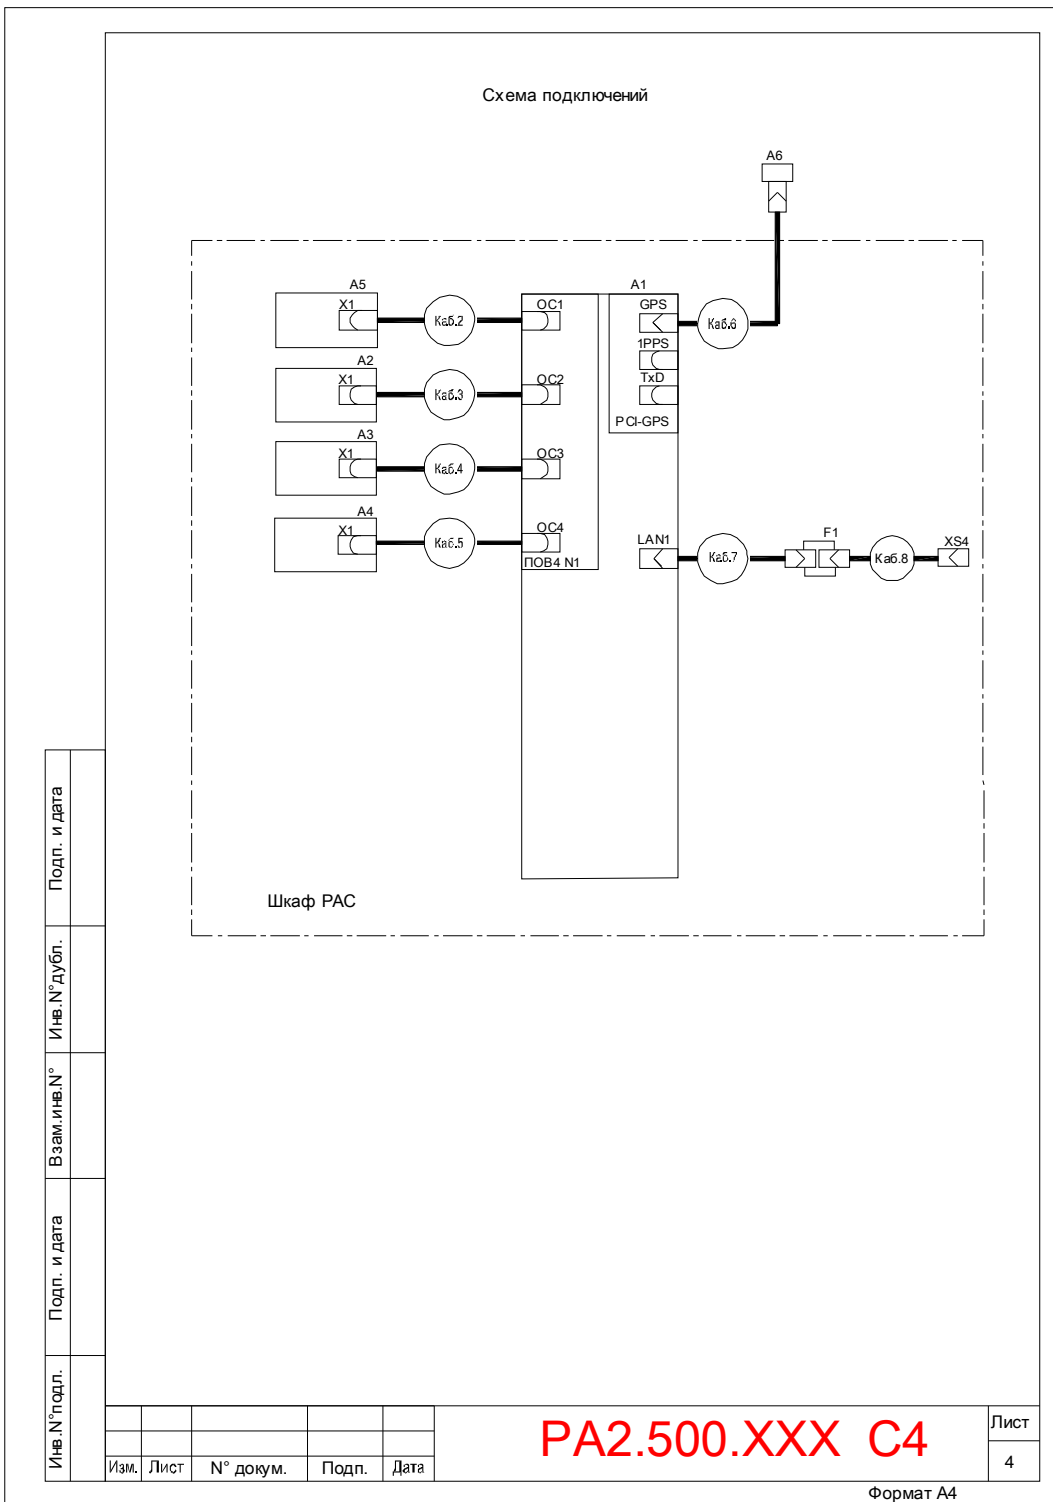 Схема подключений
A6
A5
X1
Каб.2
OC1
A1
GPS
Каб.6
1PPS
TxD
PCI-GPS
A2
X1
Каб.3
OC2
A3
X1
Каб.4
OC3
A4
X1
Каб.5
OC4
ПОВ4 N1
LAN1
Каб.7
F1
Каб.8
XS4
Шкаф РАС
Подп. и дата
Инв.N°дубл.
Взам.инв.N°
Подп. и дата
Инв.N°подл.
Изм.
Лист
N° докум.
Подп.
Дата
РА2.500.ХХХ С4
Лист
4
Формат А4